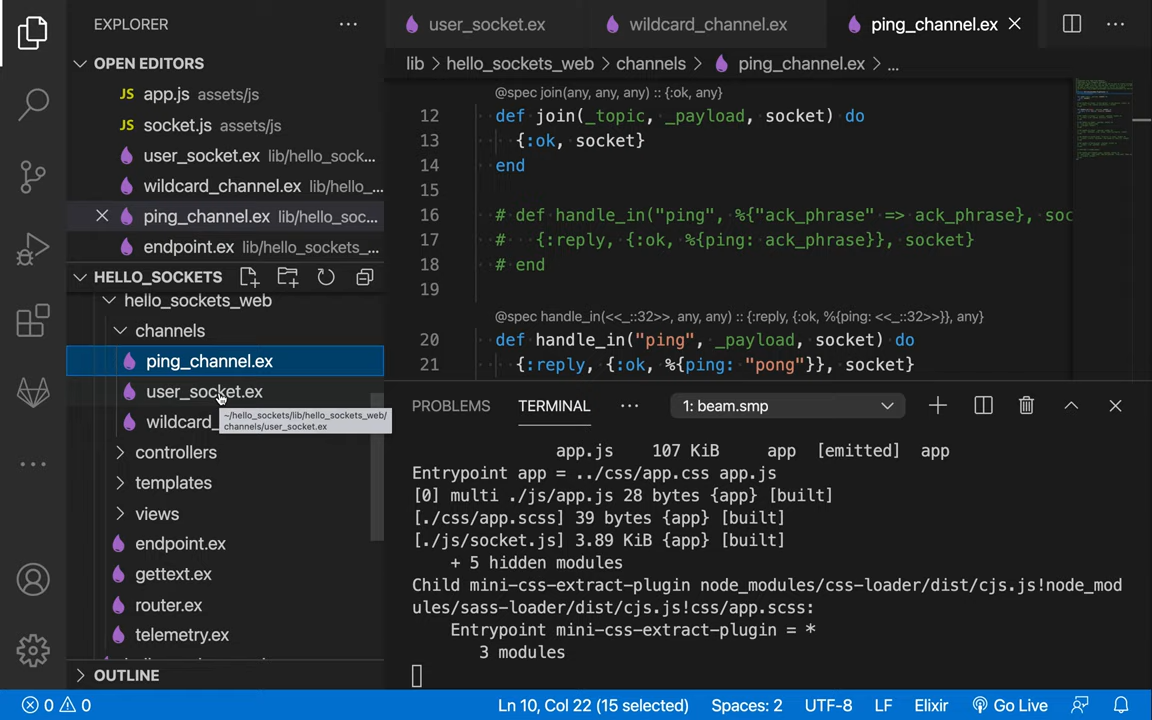 EXPLORER
OPEN EDITORS
JS app.js assets/js
JS socket.js assets/js
user_socket.ex lib/hello_sock...
wildcard_channel.ex lib/hello_...
ping_channel.ex lib/hello_soc...
endpoint.ex lib/hello_sockets_...
HELLO_SOCKETS
hello_sockets_web
channels
ping_channel.ex
user_socket.ex
wildcard_
~/hello_sockets/lib/hello_sockets_web/
channels/user_socket.ex
controllers
templates
views
endpoint.ex
gettext.ex
router.ex
telemetry.ex
OUTLINE
user_socket.ex wildcard_channel.ex ping_channel.ex
lib > hello_sockets_web > channels > ping_channel.ex > ...
@spec join(any, any, any) :: {:ok, any}
12 def join(_topic, _payload, socket) do
13 {:ok, socket}
14 end
15
16 # def handle_in("ping", %{"ack_phrase" => ack_phrase}, soc
17 # {:reply, {:ok, %{ping: ack_phrase}}, socket}
18 # end
19
@spec handle_in(<<_::32>>, any, any) :: {:reply, {:ok, %{ping: <<_::32>>}, any}
20 def handle_in("ping", _payload, socket) do
21 {:reply, {:ok, %{ping: "pong"}}, socket}
PROBLEMS TERMINAL ... 1: beam.smp
app.js 107 KiB app [emitted] app
Entrypoint app = ../css/app.css app.js
[0] multi ./js/app.js 28 bytes {app} [built]
[./css/app.scss] 39 bytes {app} [built]
[./js/socket.js] 3.89 KiB {app} [built]
+ 5 hidden modules
Child mini-css-extract-plugin node_modules/css-loader/dist/cjs.js!node_mod
ules/sass-loader/dist/cjs.js!css/app.scss:
Entrypoint mini-css-extract-plugin = *
3 modules
0 0 Ln 10, Col 22 (15 selected) Spaces: 2 UTF-8 LF Elixir Go Live